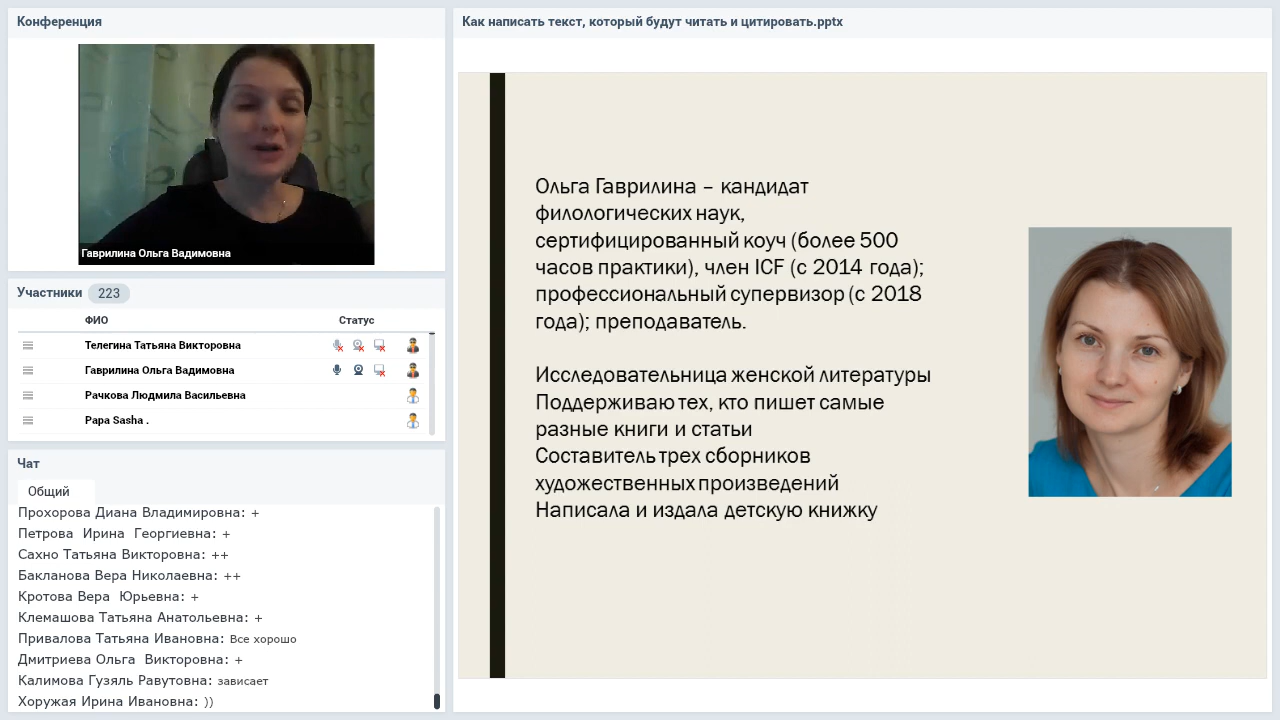 Конференция
Гаврилина Ольга Вадимовна
Участники 223
ФИО Статус
Телегина Татьяна Викторовна
Гаврилина Ольга Вадимовна
Рачкова Людмила Васильевна
Papa Sasha .
Чат
Общий
Прохорова Диана Владимировна: +
Петрова Ирина Георгиевна: +
Сахно Татьяна Викторовна: ++
Бакланова Вера Николаевна: ++
Кротова Вера Юрьевна: +
Клемашова Татьяна Анатольевна: +
Привалова Татьяна Ивановна: Все хорошо
Дмитриева Ольга Викторовна: +
Калимова Гузяль Равутовна: зависает
Хоружая Ирина Ивановна: ))
Как написать текст, который будут читать и цитировать.pptx
Ольга Гаврилина – кандидат
филологических наук,
сертифицированный коуч (более 500
часов практики), член ICF (с 2014 года);
профессиональный супервизор (с 2018
года); преподаватель.
Исследовательница женской литературы
Поддерживаю тех, кто пишет самые
разные книги и статьи
Составитель трех сборников
художественных произведений
Написала и издала детскую книжку